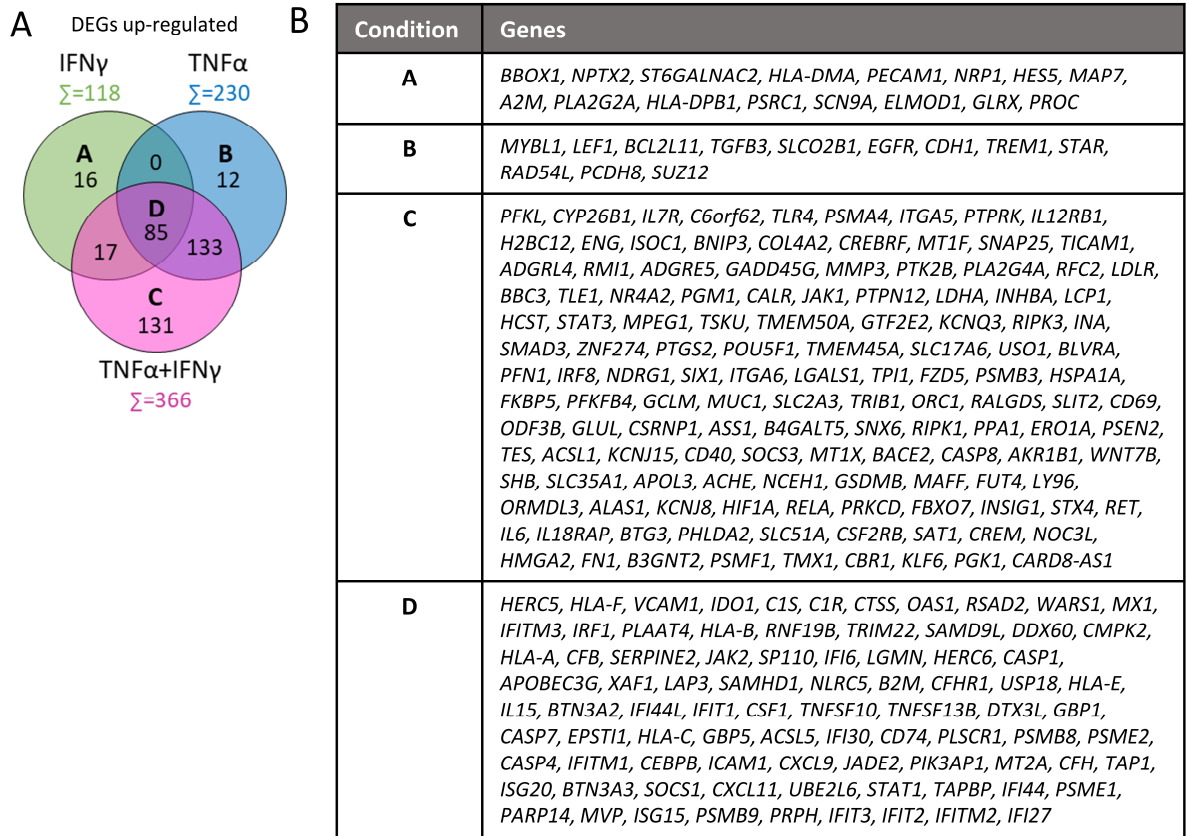 A
DEGs up-regulated
IFNγ
TNFα
∑=118
∑=230
A
16
0
B
12
D
85
17
133
C
131
TNFα+IFNγ
∑=366
B
Condition
Genes
A
BBOX1, NPTX2, ST6GALNAC2, HLA-DMA, PECAM1, NRP1, HES5, MAP7,
A2M, PLA2G2A, HLA-DPB1, PSRC1, SCN9A, ELMOD1, GLRX, PROC
B
MYBL1, LEF1, BCL2L11, TGFB3, SLCO2B1, EGFR, CDH1, TREM1, STAR,
RAD54L, PCDH8, SUZ12
C
PFKL, CYP26B1, IL7R, C6orf62, TLR4, PSMA4, ITGA5, PTPRK, IL12RB1,
H2BC12, ENG, ISOC1, BNIP3, COL4A2, CREBRF, MT1F, SNAP25, TICAM1,
ADGRL4, RMI1, ADGRE5, GADD45G, MMP3, PTK2B, PLA2G4A, RFC2, LDLR,
BBC3, TLE1, NR4A2, PGM1, CALR, JAK1, PTPN12, LDHA, INHBA, LCP1,
HCST, STAT3, MPEG1, TSKU, TMEM50A, GTF2E2, KCNQ3, RIPK3, INA,
SMAD3, ZNF274, PTGS2, POU5F1, TMEM45A, SLC17A6, USO1, BLVRA,
PFN1, IRF8, NDRG1, SIX1, ITGA6, LGALS1, TPI1, FZD5, PSMB3, HSPA1A,
FKBP5, PFKFB4, GCLM, MUC1, SLC2A3, TRIB1, ORC1, RALGDS, SLIT2, CD69,
ODF3B, GLUL, CSRNP1, ASS1, B4GALT5, SNX6, RIPK1, PPA1, ERO1A, PSEN2,
TES, ACSL1, KCNJ15, CD40, SOCS3, MT1X, BACE2, CASP8, AKR1B1, WNT7B,
SHB, SLC35A1, APOL3, ACHE, NCEH1, GSDMB, MAFF, FUT4, LY96,
ORMDL3, ALAS1, KCNJ8, HIF1A, RELA, PRKCD, FBXO7, INSIG1, STX4, RET,
IL6, IL18RAP, BTG3, PHLDA2, SLC51A, CSF2RB, SAT1, CREM, NOC3L,
HMGA2, FN1, B3GNT2, PSMF1, TMX1, CBR1, KLF6, PGK1, CARD8-AS1
D
HERC5, HLA-F, VCAM1, IDO1, C1S, C1R, CTSS, OAS1, RSAD2, WARS1, MX1,
IFITM3, IRF1, PLAAT4, HLA-B, RNF19B, TRIM22, SAMD9L, DDX60, CMPK2,
HLA-A, CFB, SERPINE2, JAK2, SP110, IFI6, LGMN, HERC6, CASP1,
APOBEC3G, XAF1, LAP3, SAMHD1, NLRC5, B2M, CFHR1, USP18, HLA-E,
IL15, BTN3A2, IFI44L, IFIT1, CSF1, TNFSF10, TNFSF13B, DTX3L, GBP1,
CASP7, EPSTI1, HLA-C, GBP5, ACSL5, IFI30, CD74, PLSCR1, PSMB8, PSME2,
CASP4, IFITM1, CEBPB, ICAM1, CXCL9, JADE2, PIK3AP1, MT2A, CFH, TAP1,
ISG20, BTN3A3, SOCS1, CXCL11, UBE2L6, STAT1, TAPBP, IFI44, PSME1,
PARP14, MVP, ISG15, PSMB9, PRPH, IFIT3, IFIT2, IFITM2, IFI27